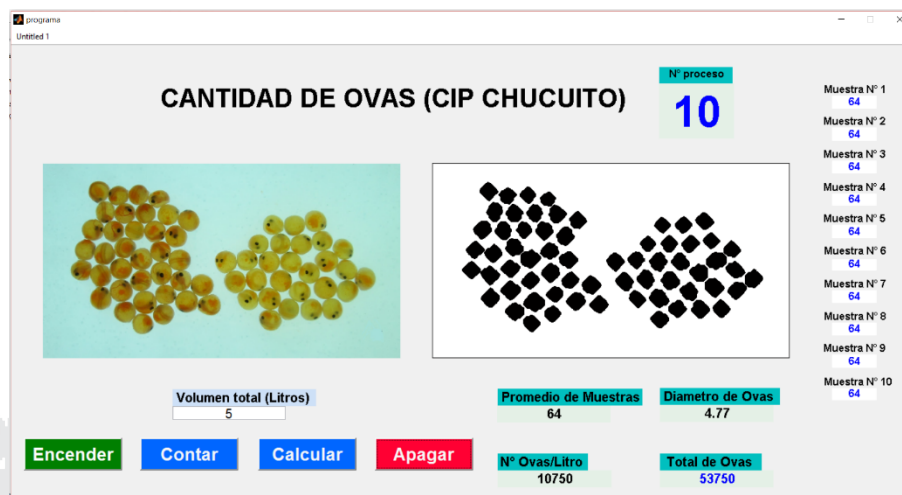 programa
Untitled 1
CANTIDAD DE OVAS (CIP CHUCUITO)
N° proceso
10
Muestra N° 1
64
Muestra N° 2
64
Muestra N° 3
64
Muestra N° 4
64
Muestra N° 5
64
Muestra N° 6
64
Muestra N° 7
64
Muestra N° 8
64
Muestra N° 9
64
Muestra N° 10
64
Volumen total (Litros)
5
Promedio de Muestras
64
Diametro de Ovas
4.77
Encender
Contar
Calcular
Apagar
N° Ovas/Litro
10750
Total de Ovas
53750